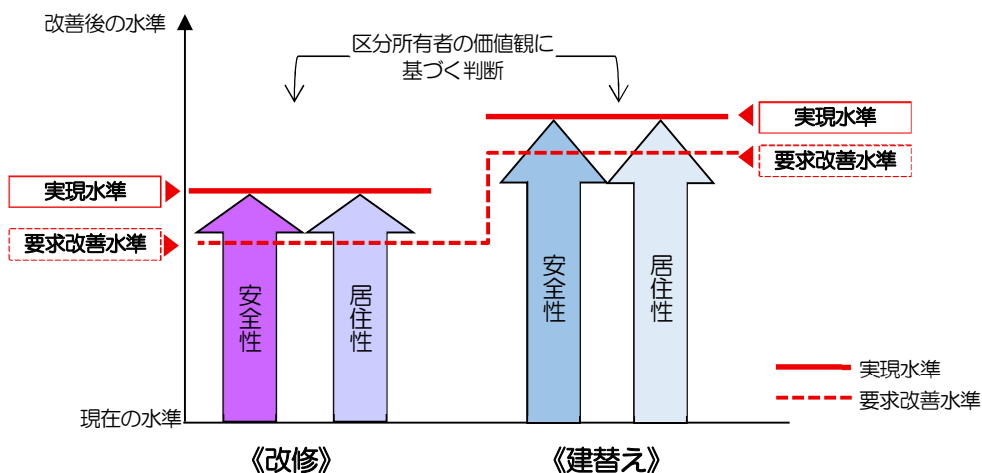 改善後の水準
区分所有者の価値観に
基づく判断
実現水準
要求改善水準
実現水準
要求改善水準
安全性
居住性
安全性
居住性
実現水準
要求改善水準
現在の水準
《改修》
《建替え》